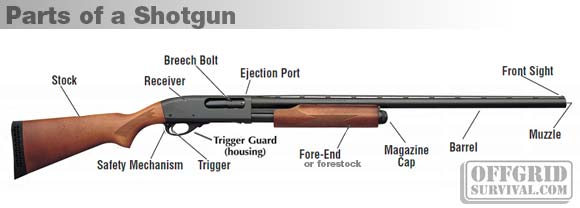 Parts of a Shotgun
Breech Bolt
Ejection Port
Receiver
Stock
Front Sight
Trigger Guard
(housing)
Safety Mechanism
Trigger
Fore-End
or forestock
Magazine
Cap
Barrel
Muzzle
OFFGRID
SURVIVAL.COM